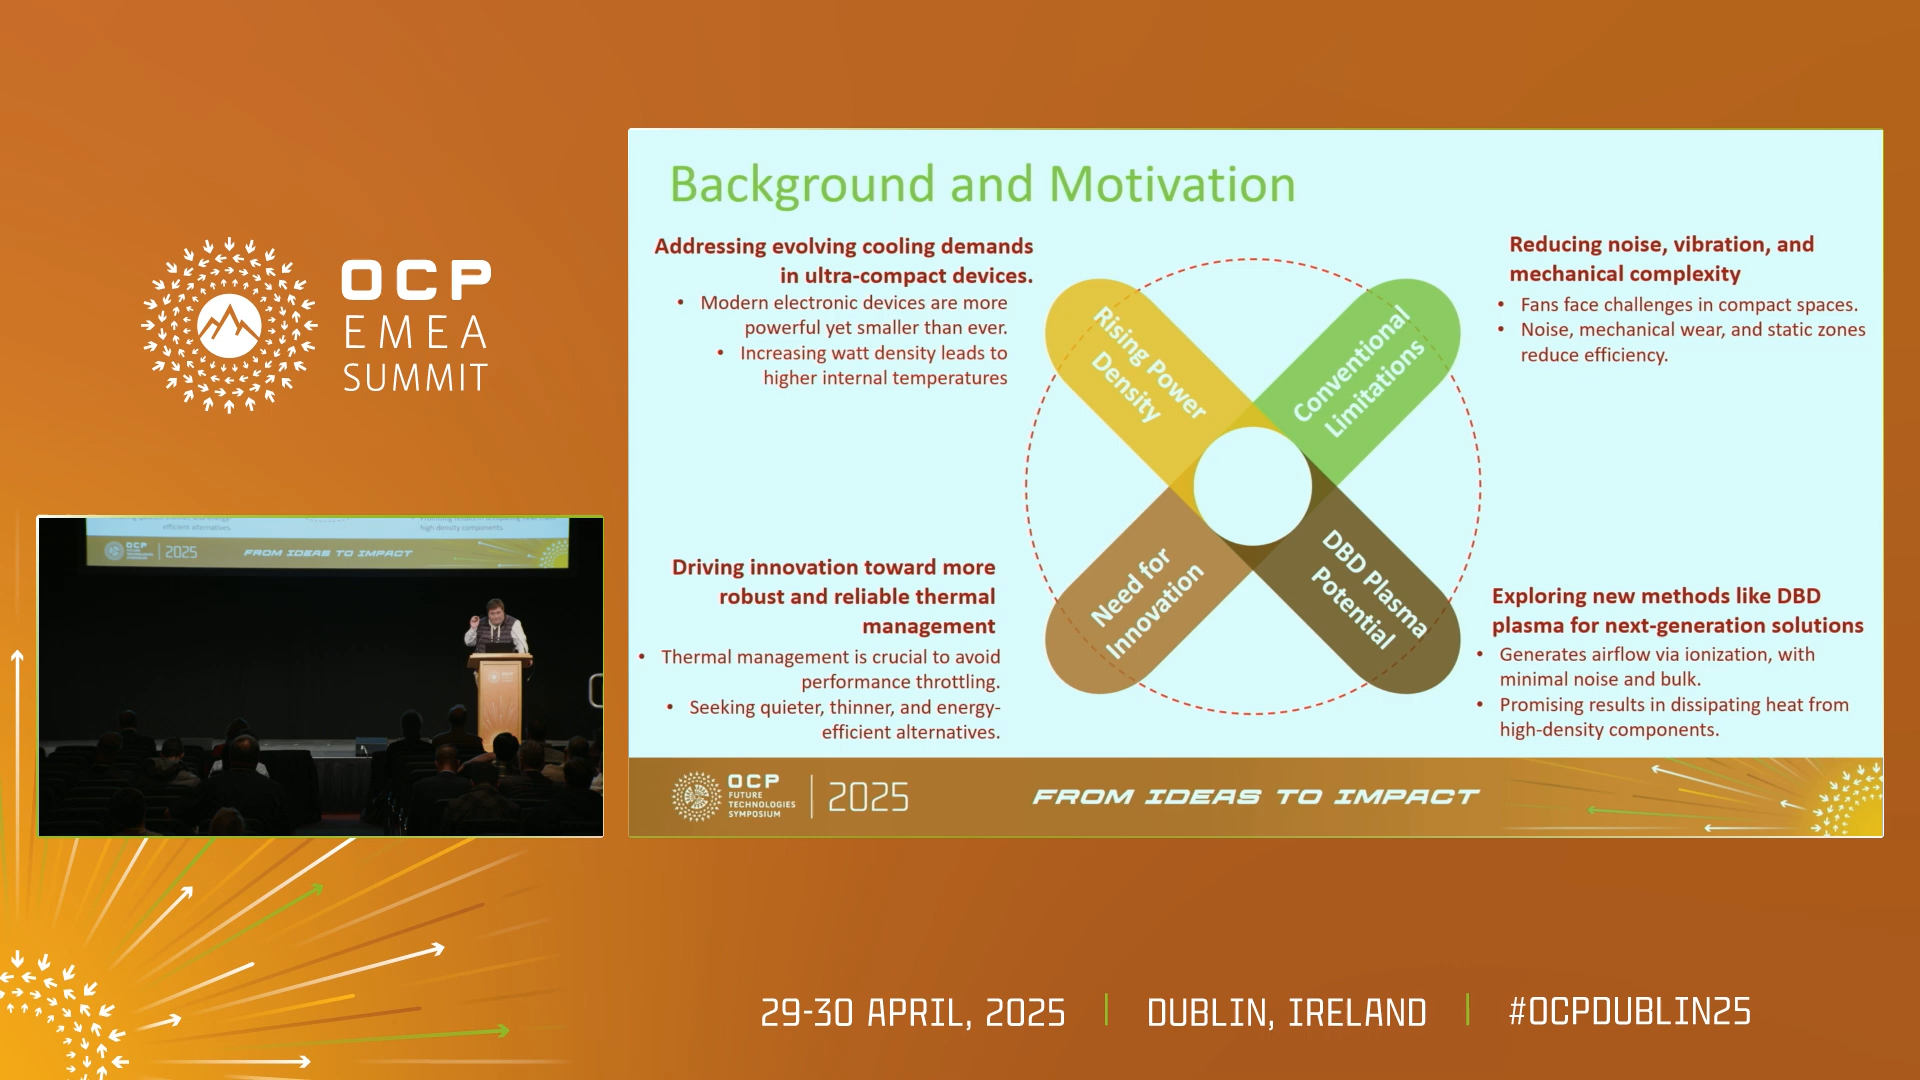 OCP
EMEA
SUMMIT
Background and Motivation
Addressing evolving cooling demands
in ultra-compact devices.
• Modern electronic devices are more
powerful yet smaller than ever.
• Increasing watt density leads to
higher internal temperatures
Reducing noise, vibration, and
mechanical complexity
• Fans face challenges in compact spaces.
• Noise, mechanical wear, and static zones
reduce efficiency.
Rising Power
Density
Conventional
Limitations
Need for
Innovation
DBD Plasma
Potential
Driving innovation toward more
robust and reliable thermal
management
• Thermal management is crucial to avoid
performance throttling.
• Seeking quieter, thinner, and energy-
efficient alternatives.
Exploring new methods like DBD
plasma for next-generation solutions
• Generates airflow via ionization, with
minimal noise and bulk.
• Promising results in dissipating heat from
high-density components.
OCP
FUTURE
TECHNOLOGIES
SYMPOSIUM
2025
FROM IDEAS TO IMPACT
efficient alternatives.
high-density components.
OCP
2025
FROM IDEAS TO IMPACT
29-30 APRIL, 2025
DUBLIN, IRELAND
#OCPDUBLIN25